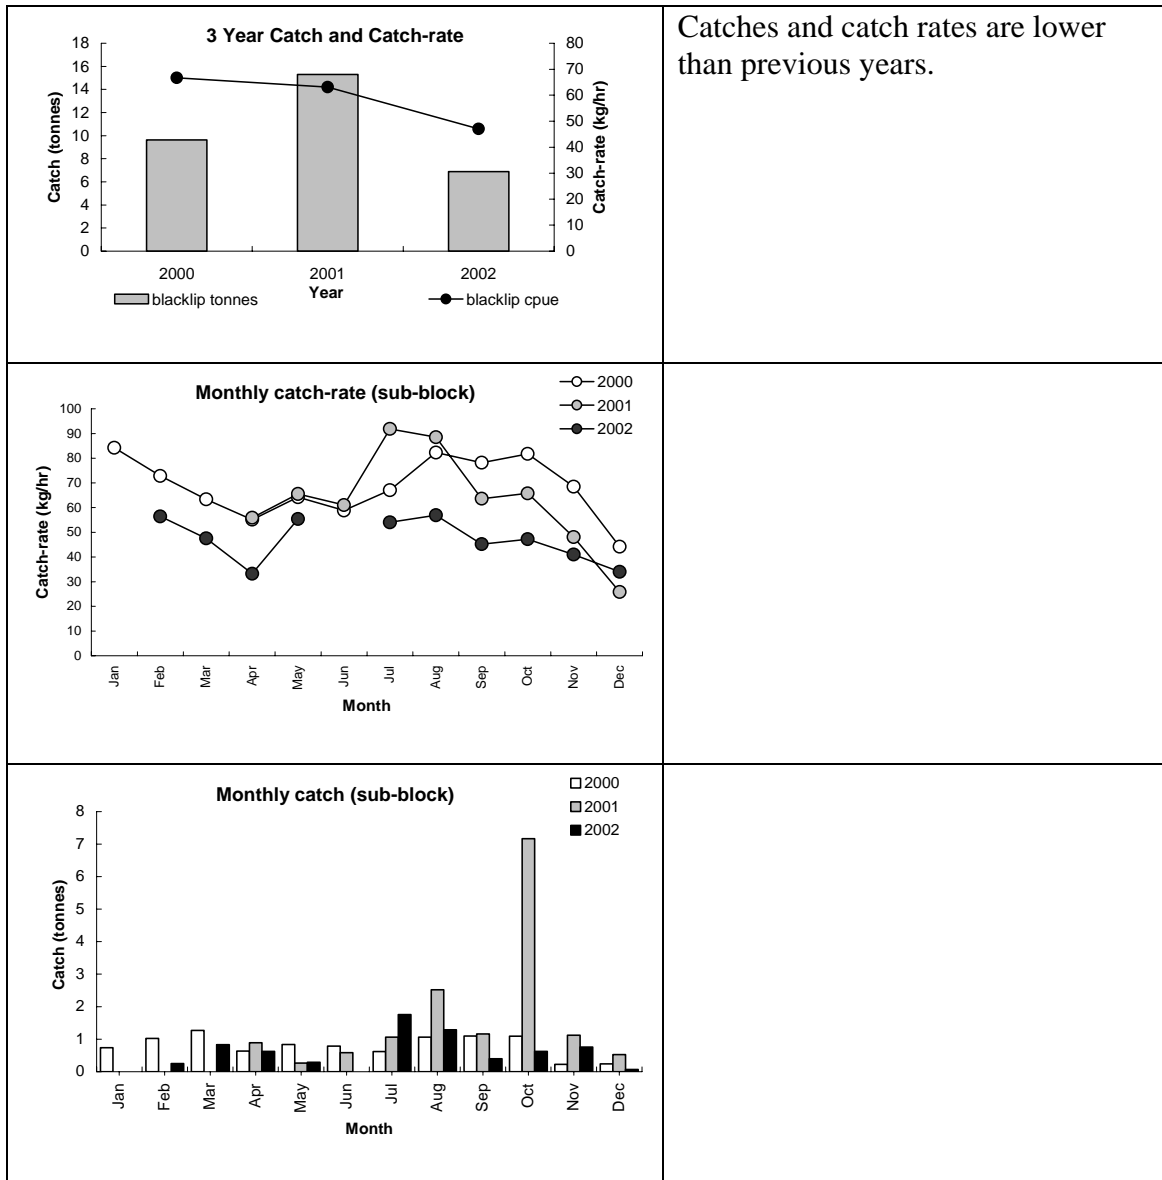 3 Year Catch and Catch-rate
Catch (tonnes)
18
16
14
12
10
8
6
4
2
0
80
70
60
50
40
30
20
10
0
Catch-rate (kg/hr)
2000 2001 2002
Year
blacklip tonnes
blacklip cpue
Catches and catch rates are lower
than previous years.
Monthly catch-rate (sub-block)
2000
2001
2002
Catch-rate (kg/hr)
100
90
80
70
60
50
40
30
20
10
0
Jan Feb Mar Apr May Jun Jul Aug Sep Oct Nov Dec
Month
Monthly catch (sub-block)
2000
2001
2002
Catch (tonnes)
8
7
6
5
4
3
2
1
0
Jan Feb Mar Apr May Jun Jul Aug Sep Oct Nov Dec
Month